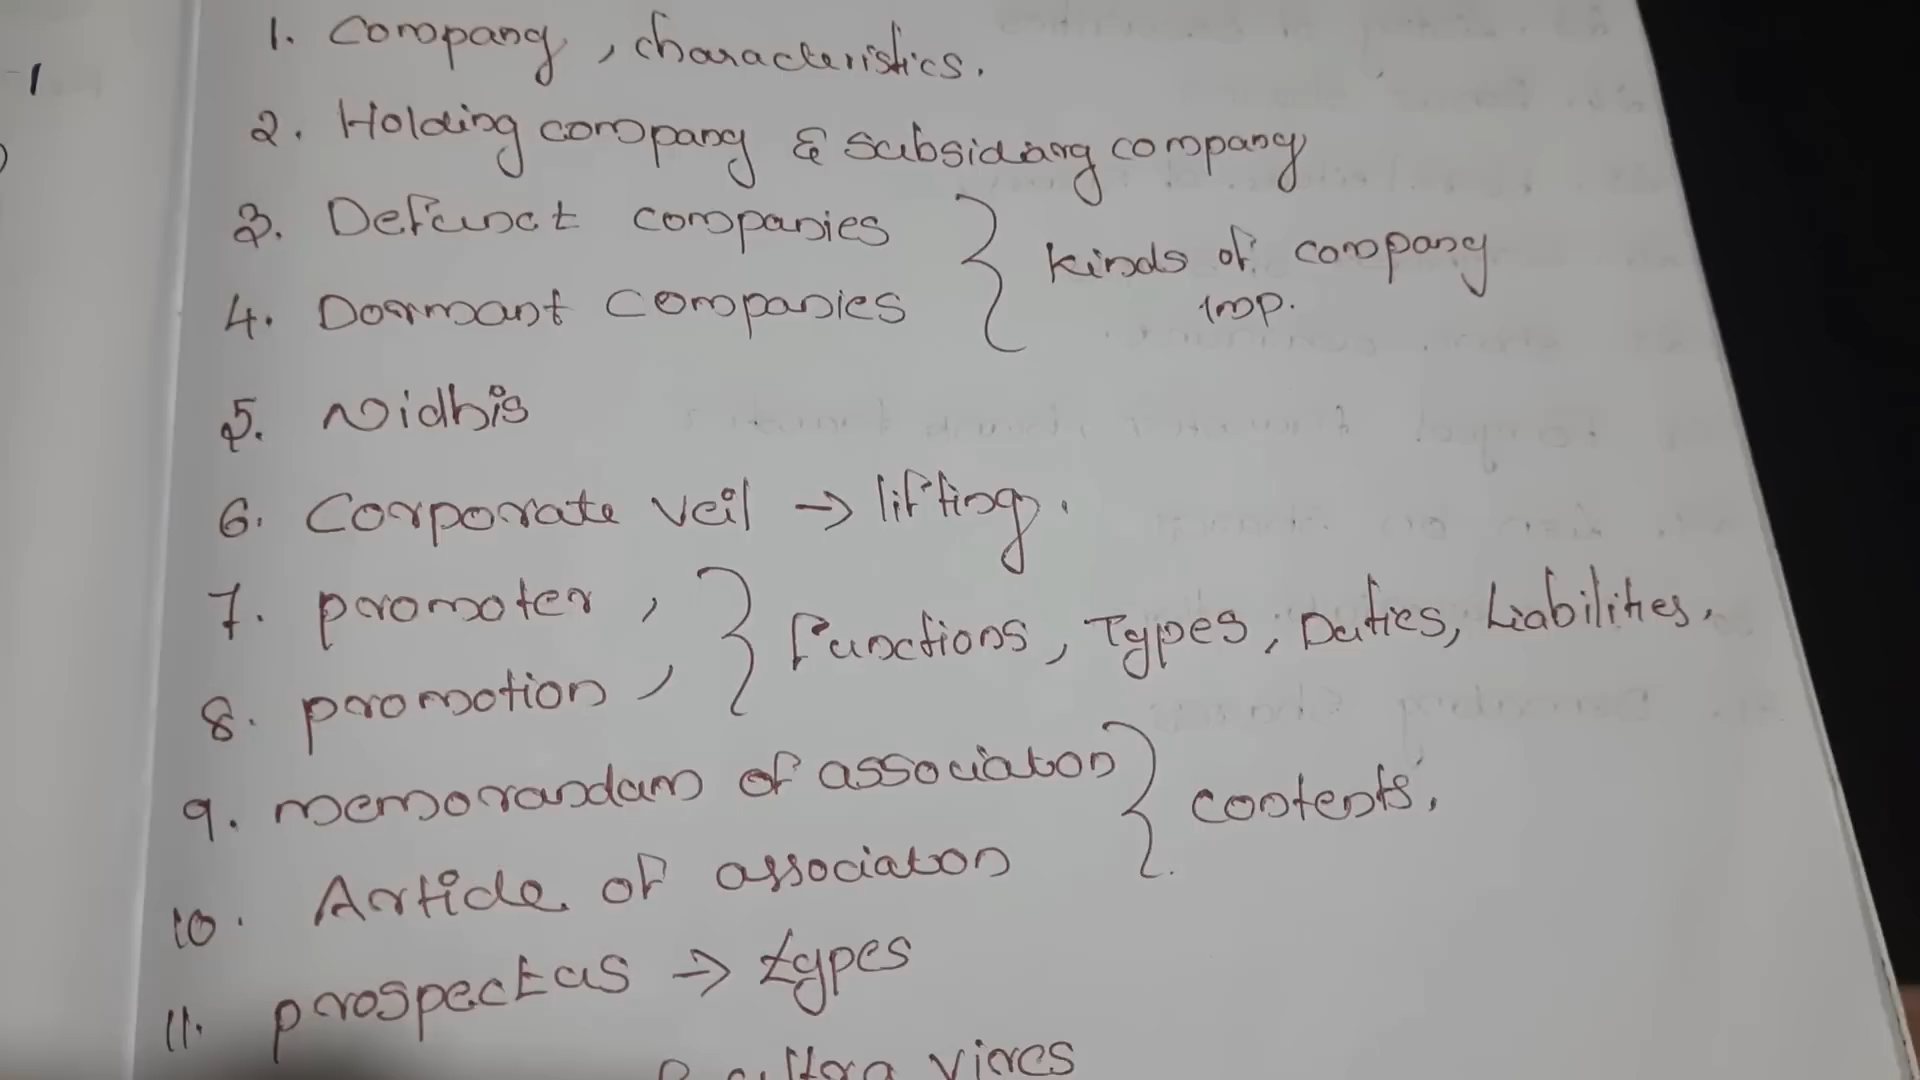 1. Company, characteristics.
2. Holding company & Subsidiary company
3. Defunct companies
4. Dormant Companies
Kinds of company
imp.
5. Nidhis
6. Corporate veil → lifting.
7. promoter,
8. promotion,
functions, Types, Duties, Liabilities.
9. memorandum of association
10. Article of association
contents.
11. prospectus → types
ultra vires